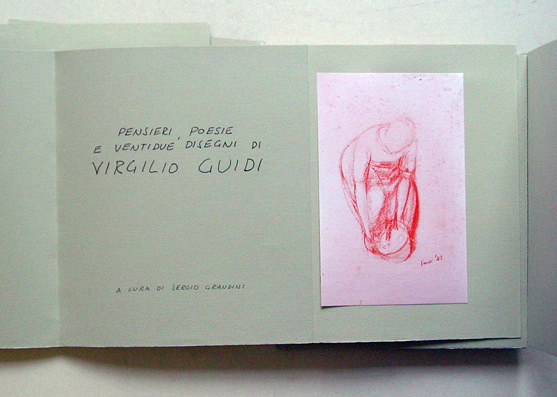 PENSIERI, POESIE
E VENTIDUE DISEGNI DI
VIRGILIO GUIDI
A CURA DI SERGIO GRANDINI